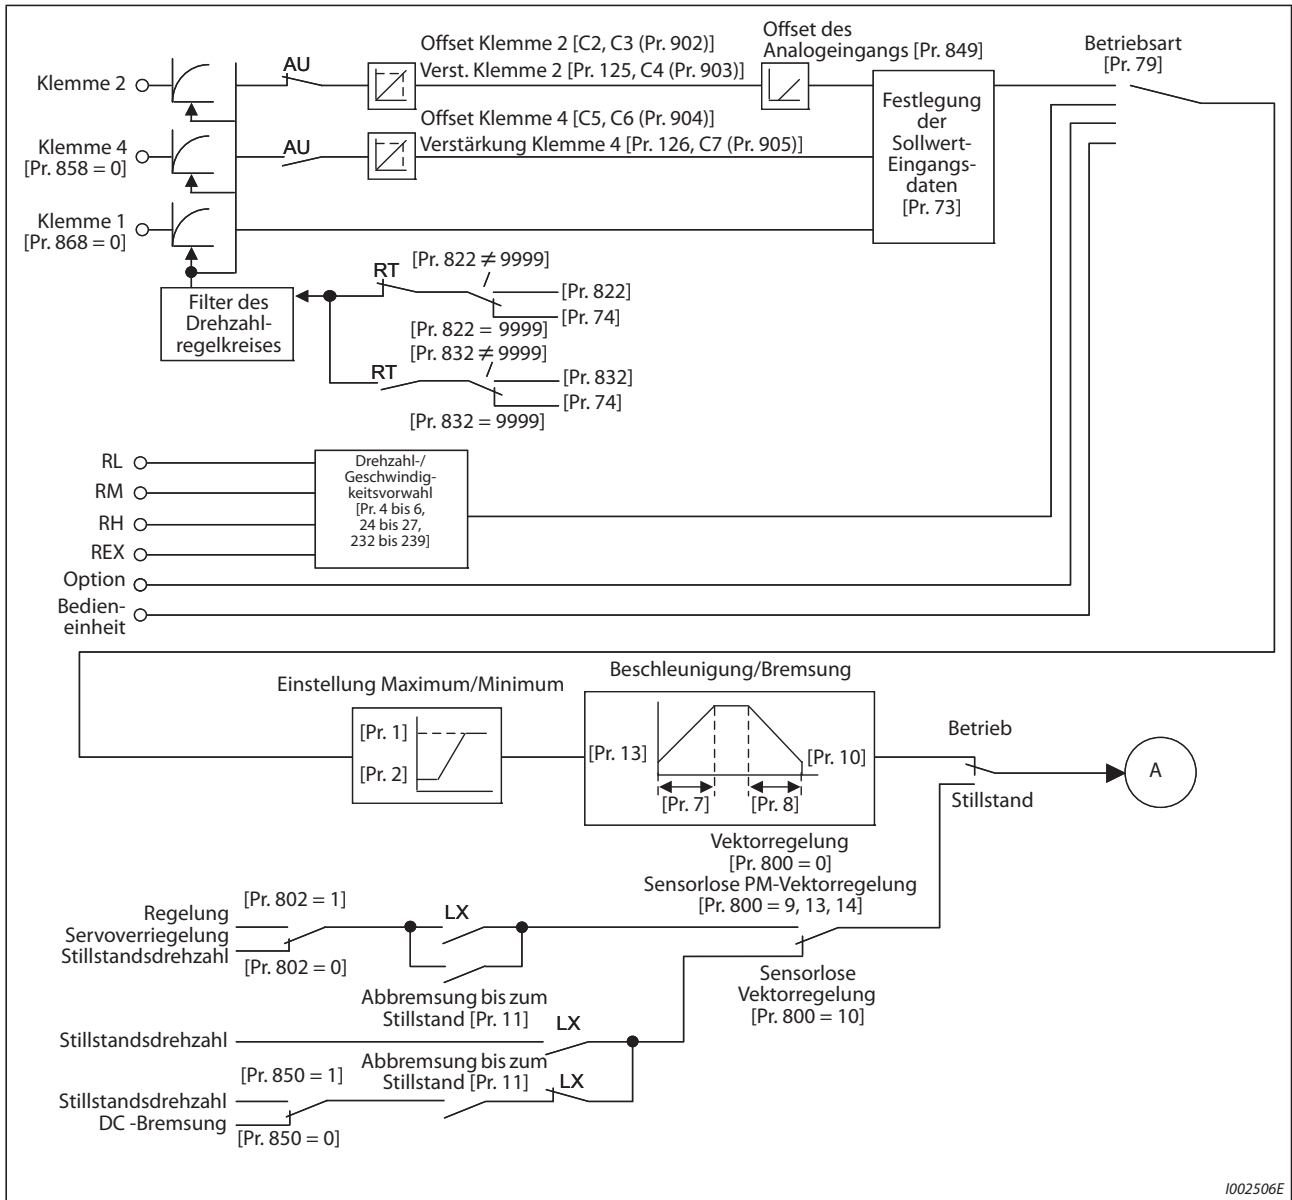 Klemme 2
AU
Offset Klemme 2 [C2, C3 (Pr. 902)]
Verst. Klemme 2 [Pr. 125, C4 (Pr. 903)]
Offset des
Analogeingangs [Pr. 849]
Betriebsart
[Pr. 79]
Klemme 4
[Pr. 858 = 0]
AU
Offset Klemme 4 [C5, C6 (Pr. 904)]
Verstärkung Klemme 4 [Pr. 126, C7 (Pr. 905)]
Festlegung
der
Sollwert-
Eingangs-
daten
[Pr. 73]
Klemme 1
[Pr. 868 = 0]
Filter des
Drehzahl-
regelkreises
RT
[Pr. 822 ≠ 9999]
[Pr. 822]
[Pr. 74]
[Pr. 822 = 9999]
[Pr. 832 ≠ 9999]
RT
[Pr. 832]
[Pr. 74]
[Pr. 832 = 9999]
RL
RM
RH
REX
Drehzahl-/
Geschwindig-
keitsvorwahl
[Pr. 4 bis 6,
24 bis 27,
232 bis 239]
Option
Bedien-
einheit
Einstellung Maximum/Minimum
[Pr. 1]
[Pr. 2]
Beschleunigung/Bremsung
[Pr. 13]
[Pr. 10]
[Pr. 7]
[Pr. 8]
Betrieb
Stillstand
A
Vektorregelung
[Pr. 800 = 0]
Sensorlose PM-Vektorregelung
[Pr. 800 = 9, 13, 14]
Sensorlose
Vektorregelung
[Pr. 800 = 10]
[Pr. 802 = 1]
Regelung
Servoverriegelung
Stillstandsdrehzahl
[Pr. 802 = 0]
LX
Abbremsung bis zum
Stillstand [Pr. 11]
Stillstandsdrehzahl
LX
Abbremsung bis zum
Stillstand [Pr. 11]
LX
[Pr. 850 = 1]
Stillstandsdrehzahl
DC -Bremsung
[Pr. 850 = 0]
I002506E